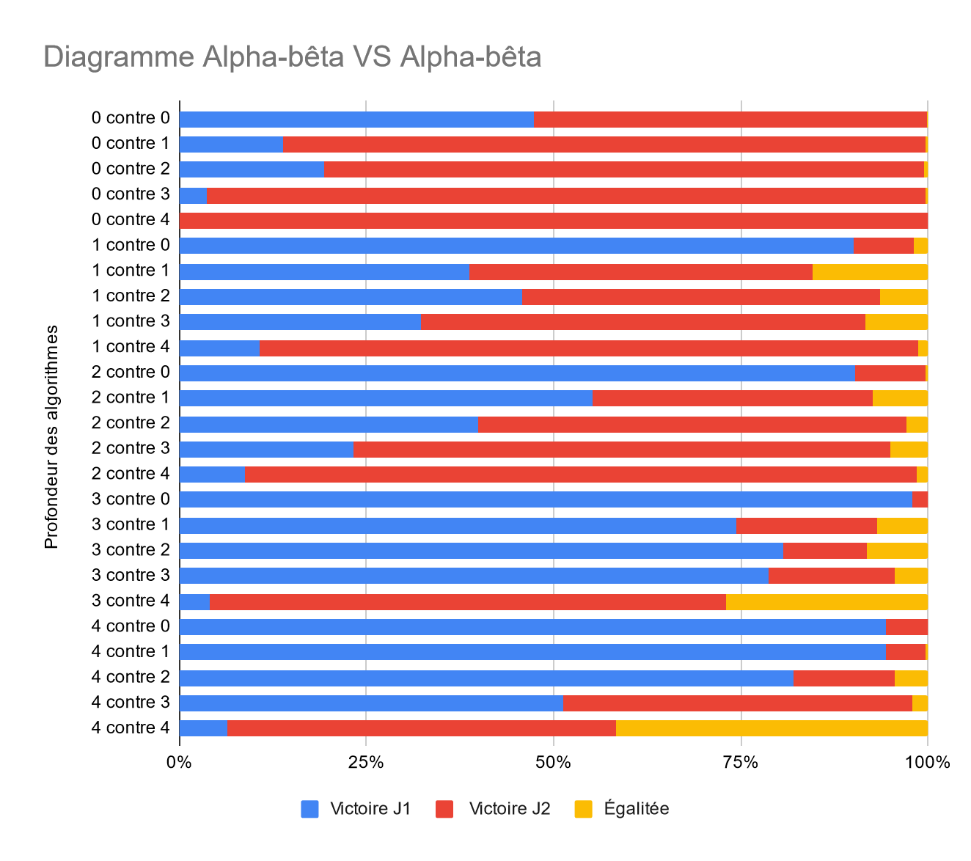 Diagramme Alpha-bêta VS Alpha-bêta
Profondeur des algorithmes
0 contre 0
0 contre 1
0 contre 2
0 contre 3
0 contre 4
1 contre 0
1 contre 1
1 contre 2
1 contre 3
1 contre 4
2 contre 0
2 contre 1
2 contre 2
2 contre 3
2 contre 4
3 contre 0
3 contre 1
3 contre 2
3 contre 3
3 contre 4
4 contre 0
4 contre 1
4 contre 2
4 contre 3
4 contre 4
0% 25% 50% 75% 100%
Victoire J1 Victoire J2 Égalitée